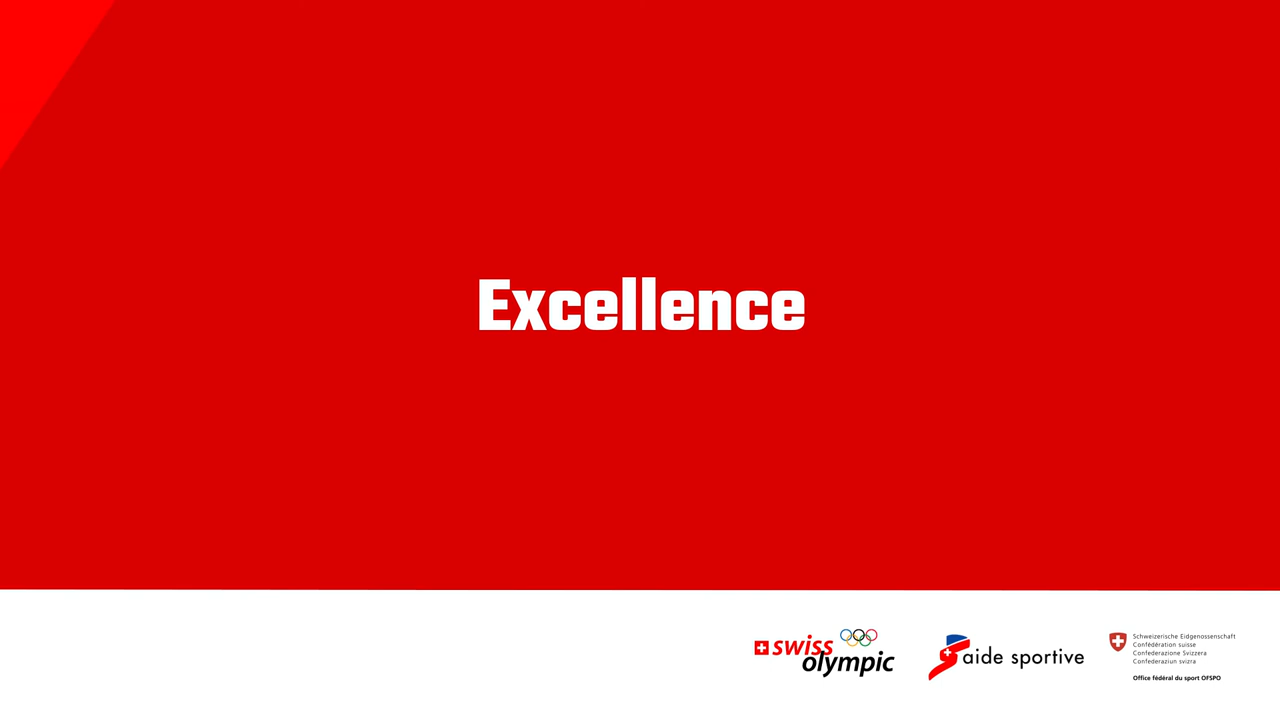 Excellence
swiss
olympic
aide sportive
Schweizerische Eidgenossenschaft
Confédération suisse
Confederazione Svizzera
Confederaziun svizra
Office fédéral du sport OFSPO